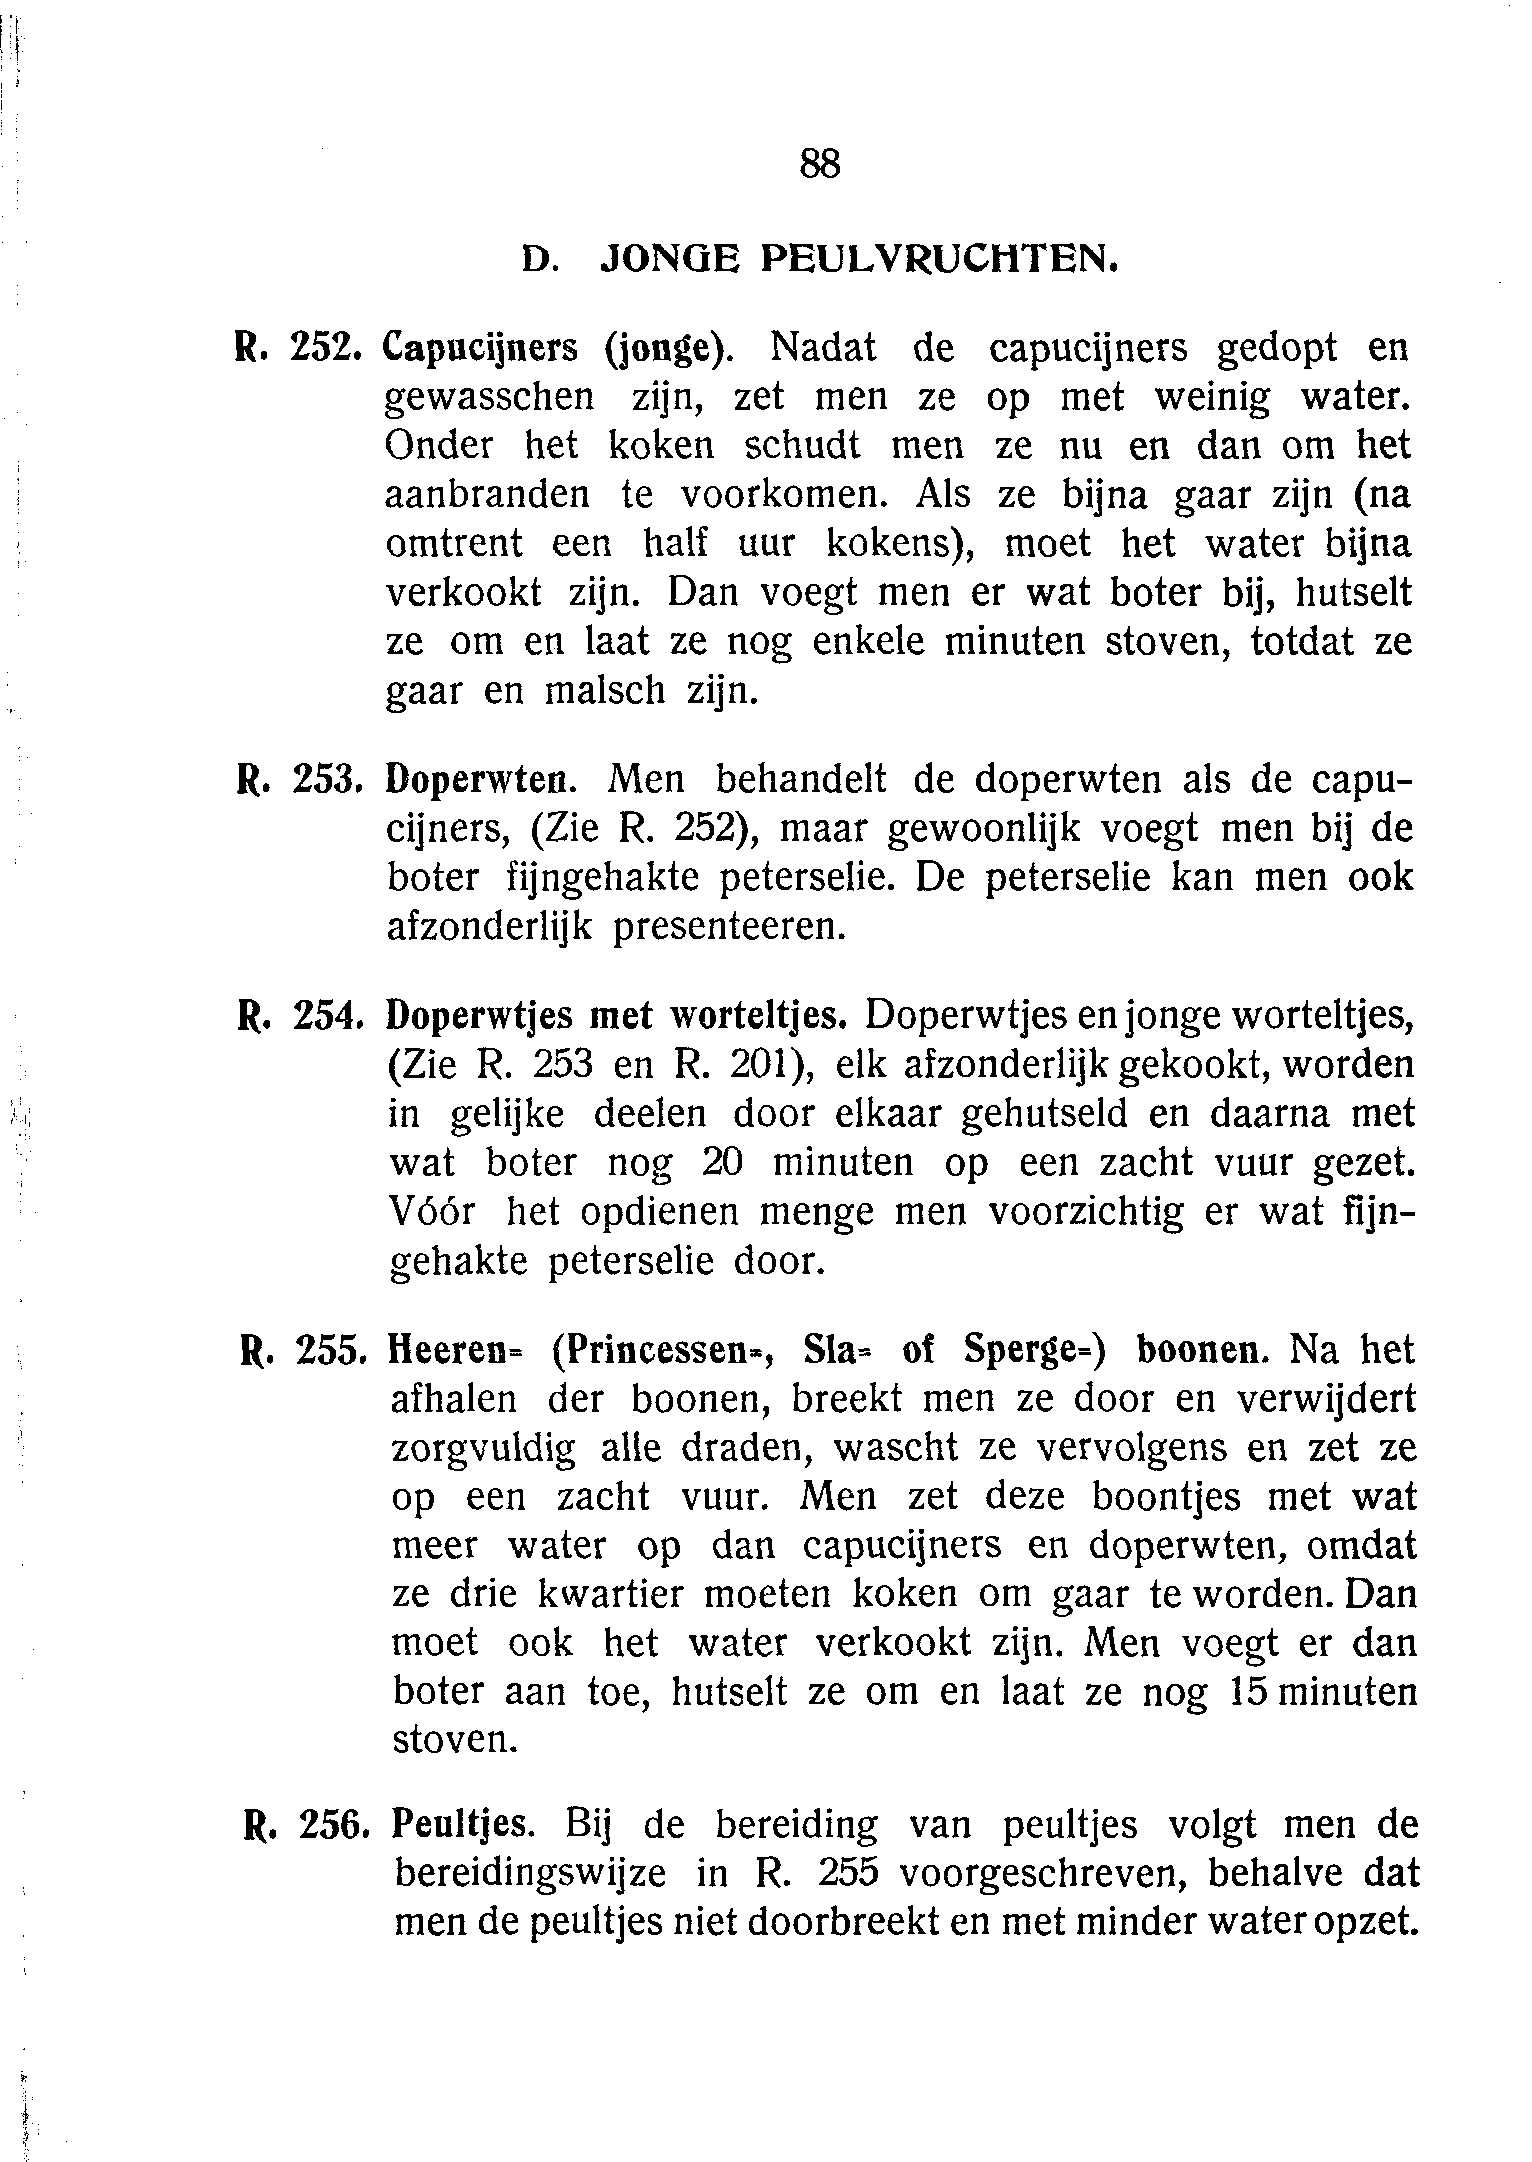 88
D. JONGE PEULVRUCHTEN.
R. 252. Capucijners (jonge). Nadat de capucijners gedopt en
gewasschen zijn, zet men ze op met weinig water.
Onder het koken schudt men ze nu en dan om het
aanbranden te voorkomen. Als ze bijna gaar zijn (na
omtrent een half uur kokens), moet het water bijna
verkookt zijn. Dan voegt men er wat boter bij, hutselt
ze om en laat ze nog enkele minuten stoven, totdat ze
gaar en malsch zijn.
R. 253. Doperwten. Men behandelt de doperwten als de capu-
cijners, (Zie R. 252), maar gewoonlijk voegt men bij de
boter fijngehakte peterselie. De peterselie kan men ook
afzonderlijk presenteeren.
R. 254. Doperwtjes met worteltjes. Doperwtjes en jonge worteltjes,
(Zie R. 253 en R. 201), elk afzonderlijk gekookt, worden
in gelijke deelen door elkaar gehutseld en daarna met
wat boter nog 20 minuten op een zacht vuur gezet.
Vóór het opdienen menge men voorzichtig er wat fijn-
gehakte peterselie door.
R. 255. Heeren= (Princessen=, Sla= of Sperge=) boonen. Na het
afhalen der boonen, breekt men ze door en verwijdert
zorgvuldig alle draden, wascht ze vervolgens en zet ze
op een zacht vuur. Men zet deze boontjes met wat
meer water op dan capucijners en doperwten, omdat
ze drie kwartier moeten koken om gaar te worden. Dan
moet ook het water verkookt zijn. Men voegt er dan
boter aan toe, hutselt ze om en laat ze nog 15 minuten
stoven.
R. 256. Peultjes. Bij de bereiding van peultjes volgt men de
bereidingswijze in R. 255 voorgeschreven, behalve dat
men de peultjes niet doorbreekt en met minder water opzet.